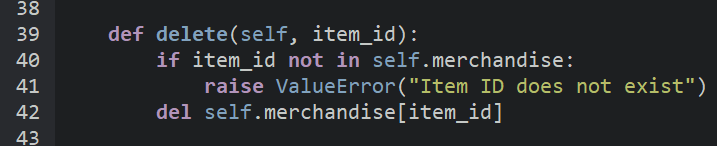 38
39     def delete(self, item_id):
40         if item_id not in self.merchandise:
41             raise ValueError("Item ID does not exist")
42         del self.merchandise[item_id]
43